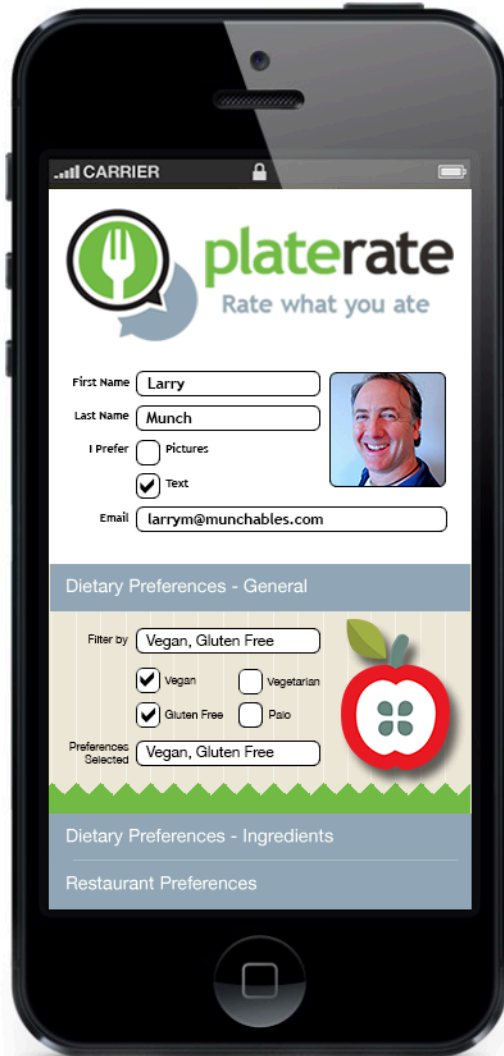 CARRIER
platerate
Rate what you ate
First Name Larry
Last Name Munch
I Prefer Pictures
Text
Email larrym@munchables.com
Dietary Preferences - General
Filter by Vegan, Gluten Free
Vegan Vegetarian
Gluten Free Palo
Preferences
Selected Vegan, Gluten Free
Dietary Preferences - Ingredients
Restaurant Preferences